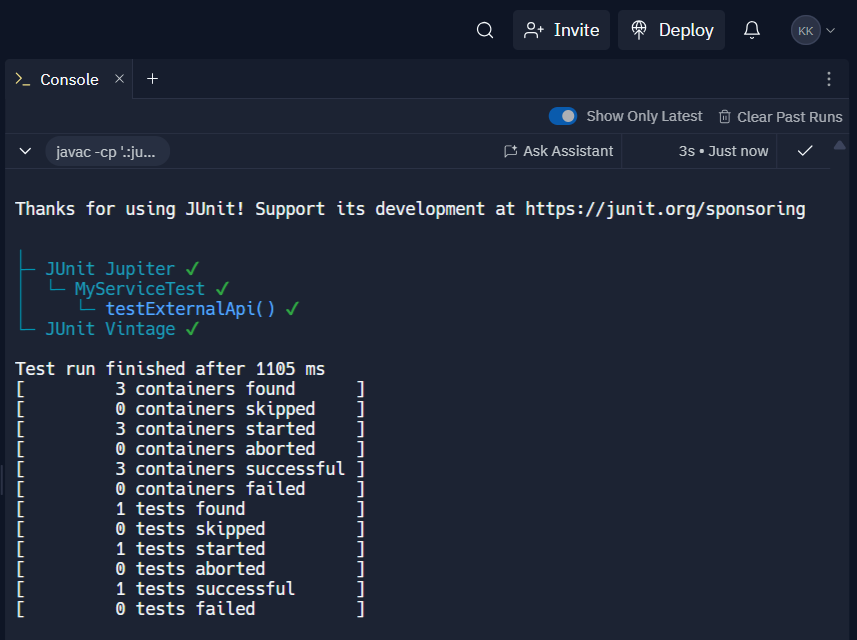 Invite
Deploy
KK
>_ Console × +
Show Only Latest
Clear Past Runs
javac -cp '.:ju...
Ask Assistant
3s • Just now
Thanks for using JUnit! Support its development at https://junit.org/sponsoring
├─ JUnit Jupiter ✔
│  └─ MyServiceTest ✔
│     └─ testExternalApi() ✔
└─ JUnit Vintage ✔
Test run finished after 1105 ms
[         3 containers found      ]
[         0 containers skipped    ]
[         3 containers started    ]
[         0 containers aborted    ]
[         3 containers successful ]
[         0 containers failed     ]
[         1 tests found           ]
[         0 tests skipped         ]
[         1 tests started         ]
[         0 tests aborted         ]
[         1 tests successful      ]
[         0 tests failed          ]